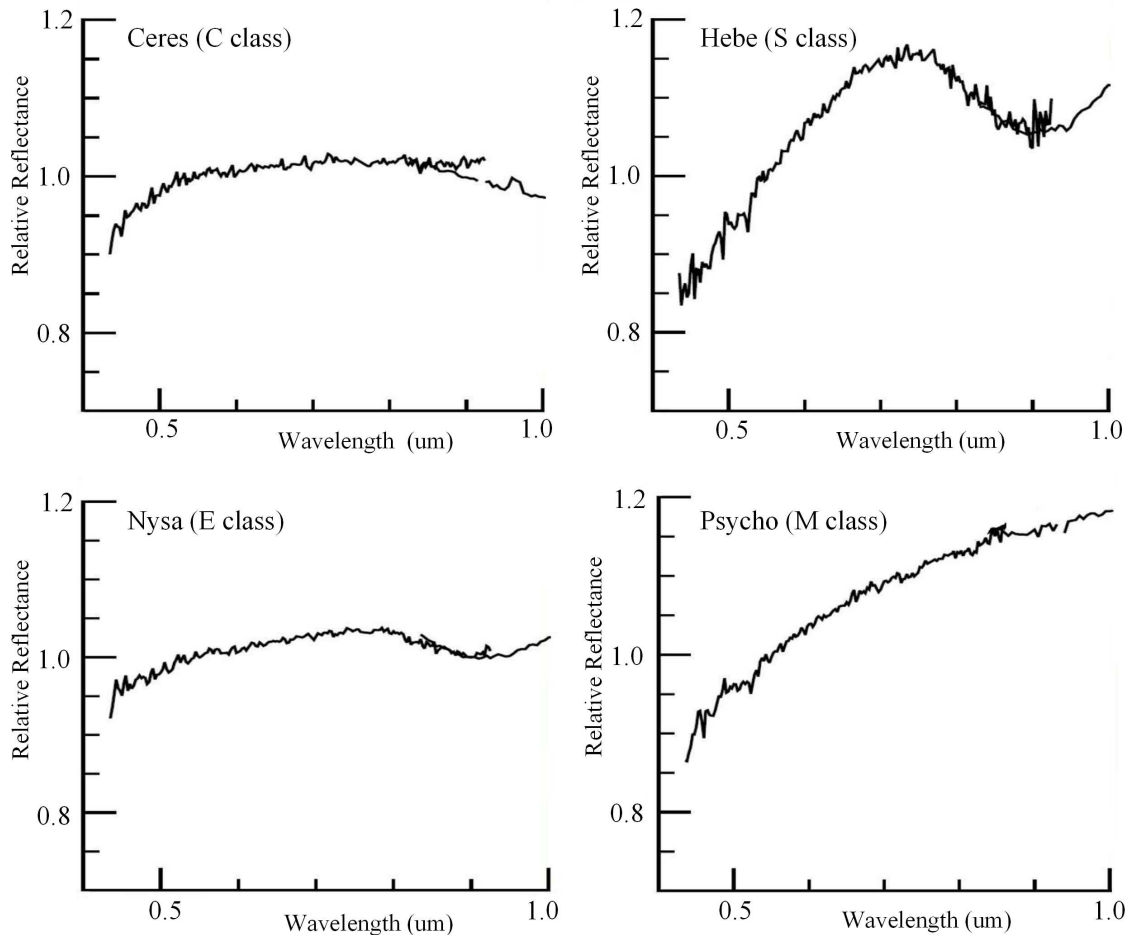 Ceres (C class)
1.2
1.0
0.8
Relative Reflectance
0.5
1.0
Wavelength (um)
Hebe (S class)
1.2
1.0
0.8
Relative Reflectance
0.5
1.0
Wavelength (um)
Nysa (E class)
1.2
1.0
0.8
Relative Reflectance
0.5
1.0
Wavelength (um)
Psycho (M class)
1.2
1.0
0.8
Relative Reflectance
0.5
1.0
Wavelength (um)